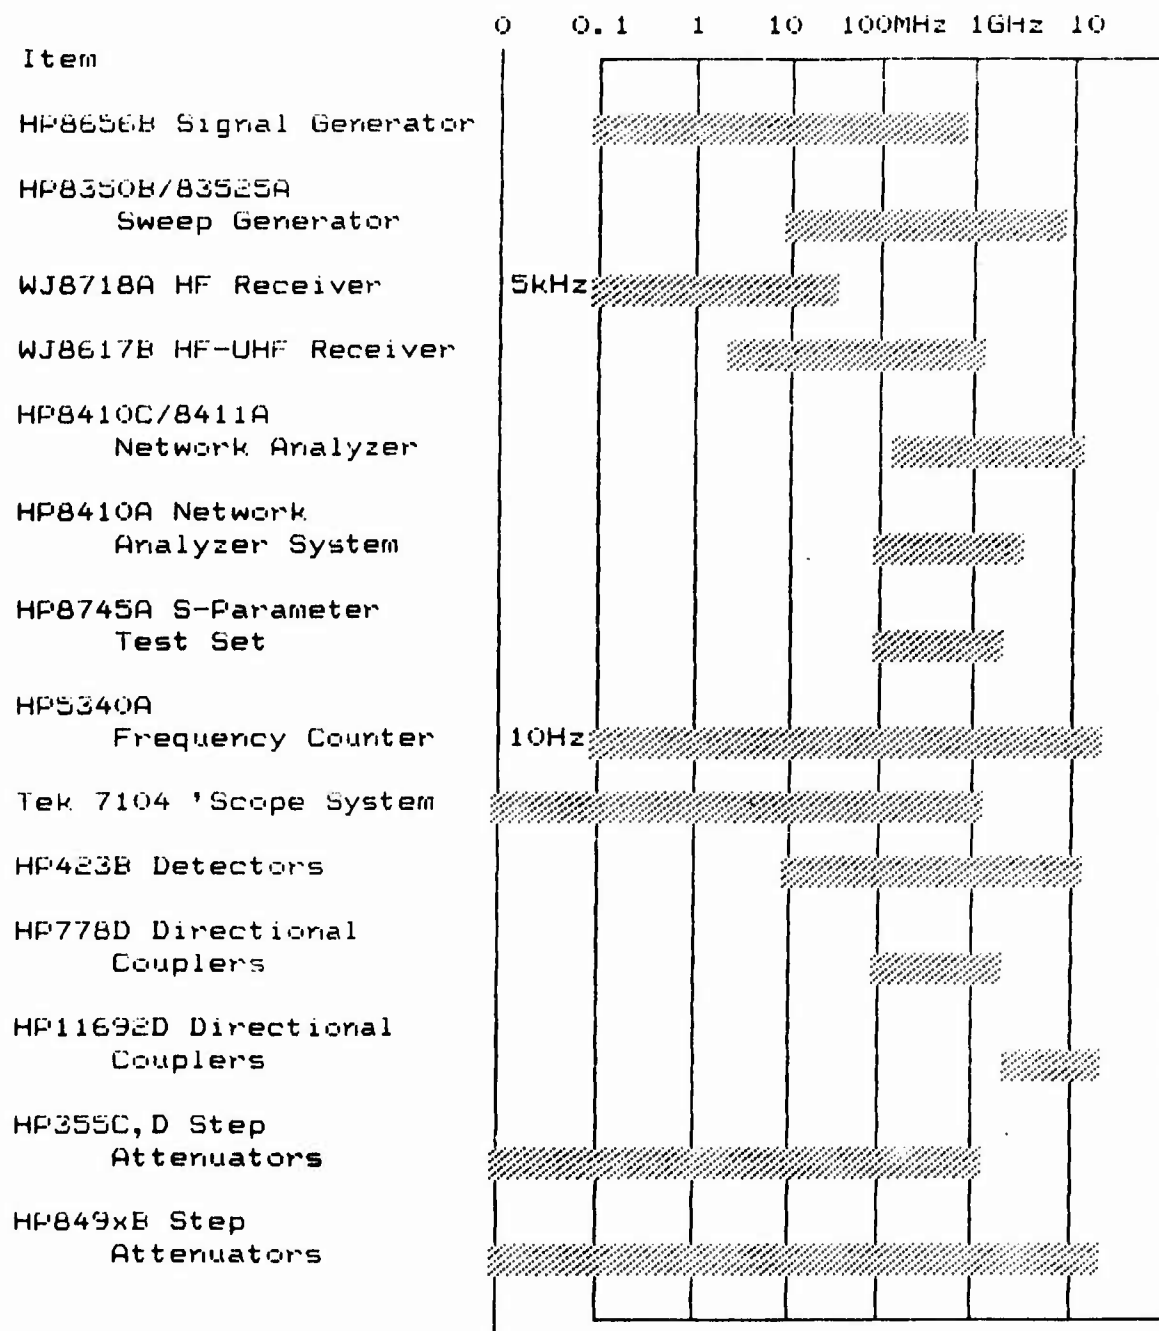 0 0.1 1 10 100MHz 1GHz 10
Item
HP8656B Signal Generator
HP8350B/83525A
Sweep Generator
WJ8718A HF Receiver 5kHz
WJ8617B HF-UHF Receiver
HP8410C/8411A
Network Analyzer
HP8410A Network
Analyzer System
HP8745A S-Parameter
Test Set
HP5340A
Frequency Counter 10Hz
Tek 7104 'Scope System
HP423B Detectors
HP778D Directional
Couplers
HP11692D Directional
Couplers
HP355C,D Step
Attenuators
HP849xB Step
Attenuators